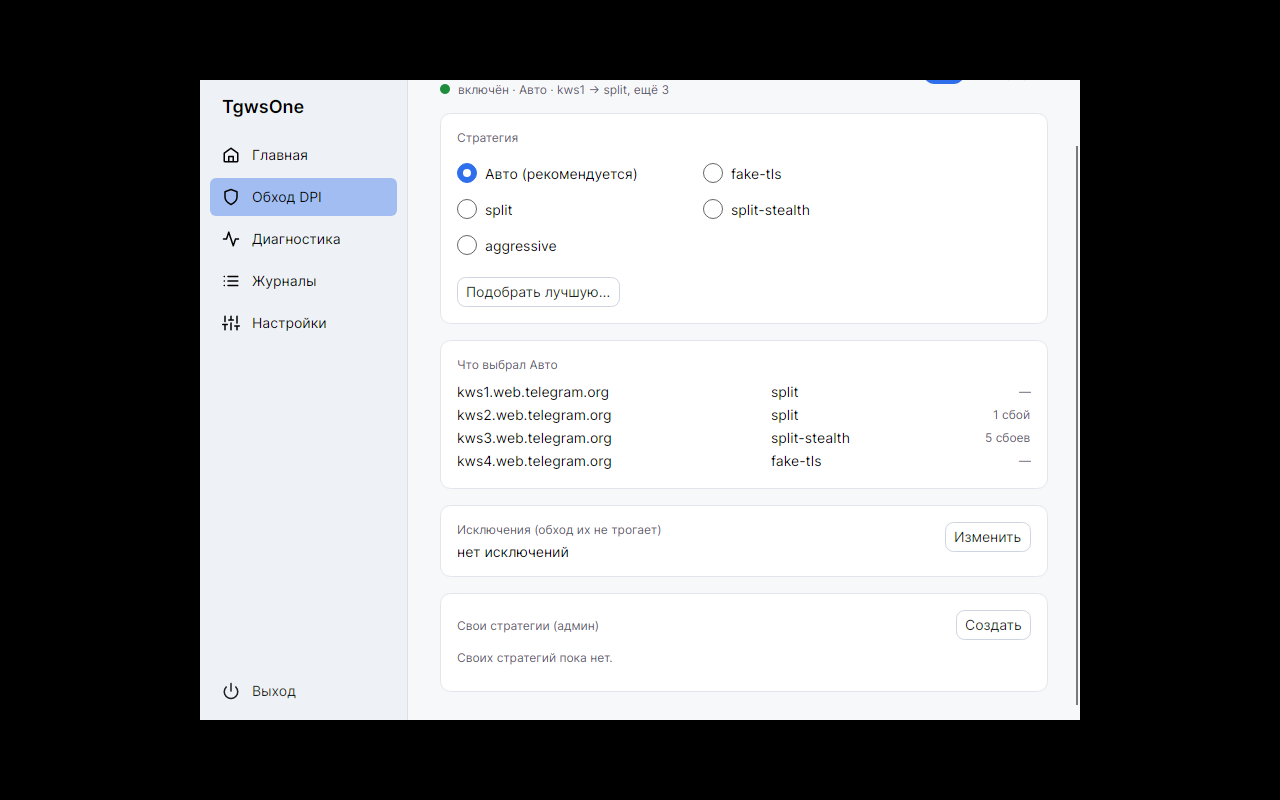 TgwsOne
Главная
Обход DPI
Диагностика
Журналы
Настройки
Выход
включён · Авто · kws1 → split, ещё 3
Стратегия
Авто (рекомендуется)
fake-tls
split
split-stealth
aggressive
Подобрать лучшую...
Что выбрал Авто
kws1.web.telegram.org split —
kws2.web.telegram.org split 1 сбой
kws3.web.telegram.org split-stealth 5 сбоев
kws4.web.telegram.org fake-tls —
Исключения (обход их не трогает)
нет исключений
Изменить
Свои стратегии (админ)
Создать
Своих стратегий пока нет.